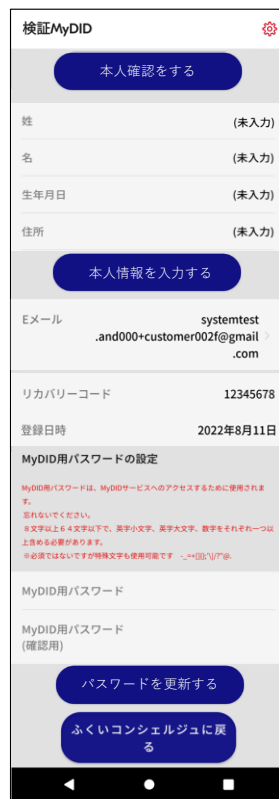 検証MyDID
本人確認をする
姓 (未入力)
名 (未入力)
生年月日 (未入力)
住所 (未入力)
本人情報を入力する
Eメール systemtest
.and000+customer002f@gmail
.com
リカバリーコード 12345678
登録日時 2022年8月11日
MyDID用パスワードの設定
MyDID用パスワードは、MyDIDサービスへのアクセスするために使用されま
す。
忘れないでください。
8文字以上64文字以下で、英字小文字、英字大文字、数字をそれぞれ一つ以
上含める必要があります。
※必須ではないですが特殊文字も使用可能です
MyDID用パスワード
MyDID用パスワード
(確認用)
パスワードを更新する
ふくいコンシェルジュに戻
る